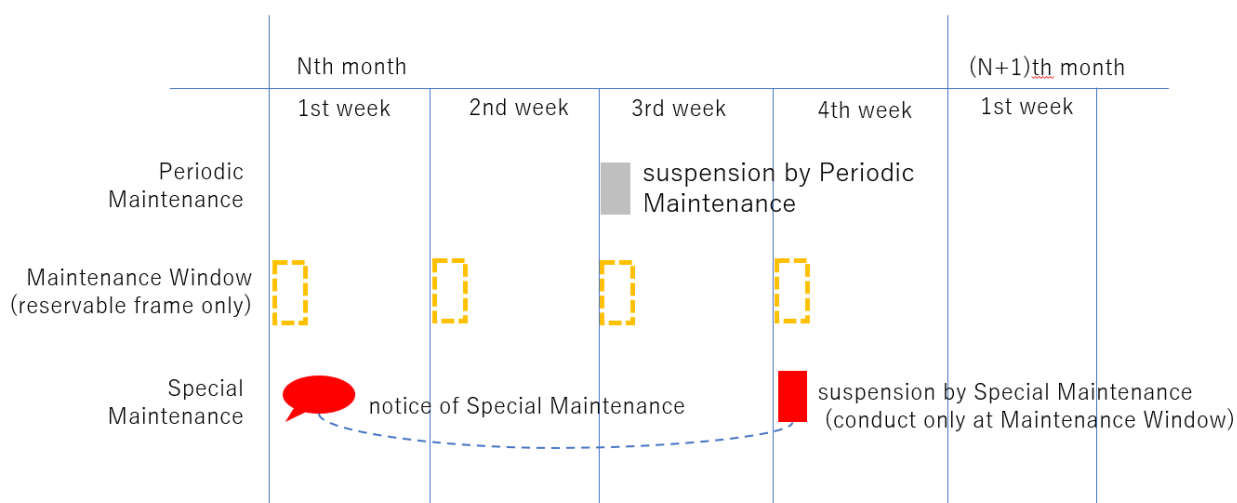 Nth month
(N+1)th month
1st week
2nd week
3rd week
4th week
1st week
Periodic
Maintenance
suspension by Periodic
Maintenance
Maintenance Window
(reservable frame only)
Special
Maintenance
notice of Special Maintenance
suspension by Special Maintenance
(conduct only at Maintenance Window)